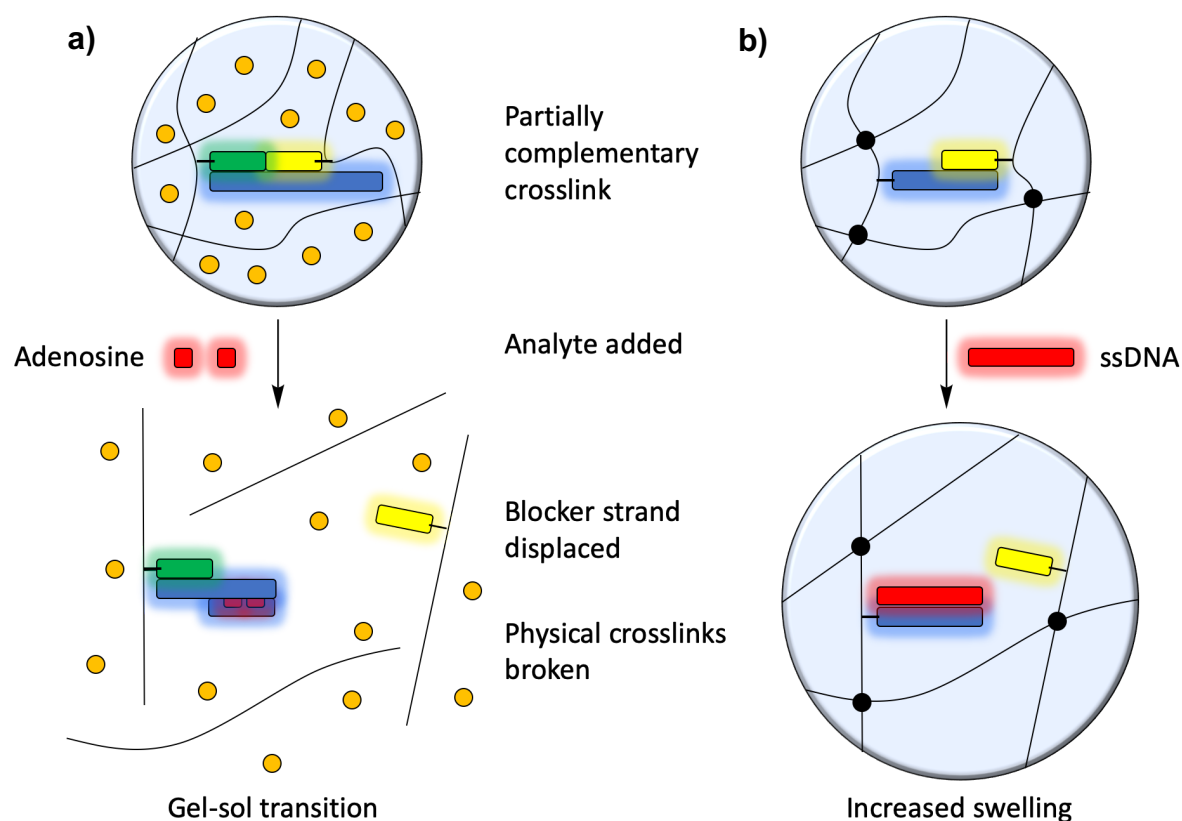 a)
b)
Partially
complementary
crosslink
Adenosine
Analyte added
ssDNA
Blocker strand
displaced
Physical crosslinks
broken
Gel-sol transition
Increased swelling